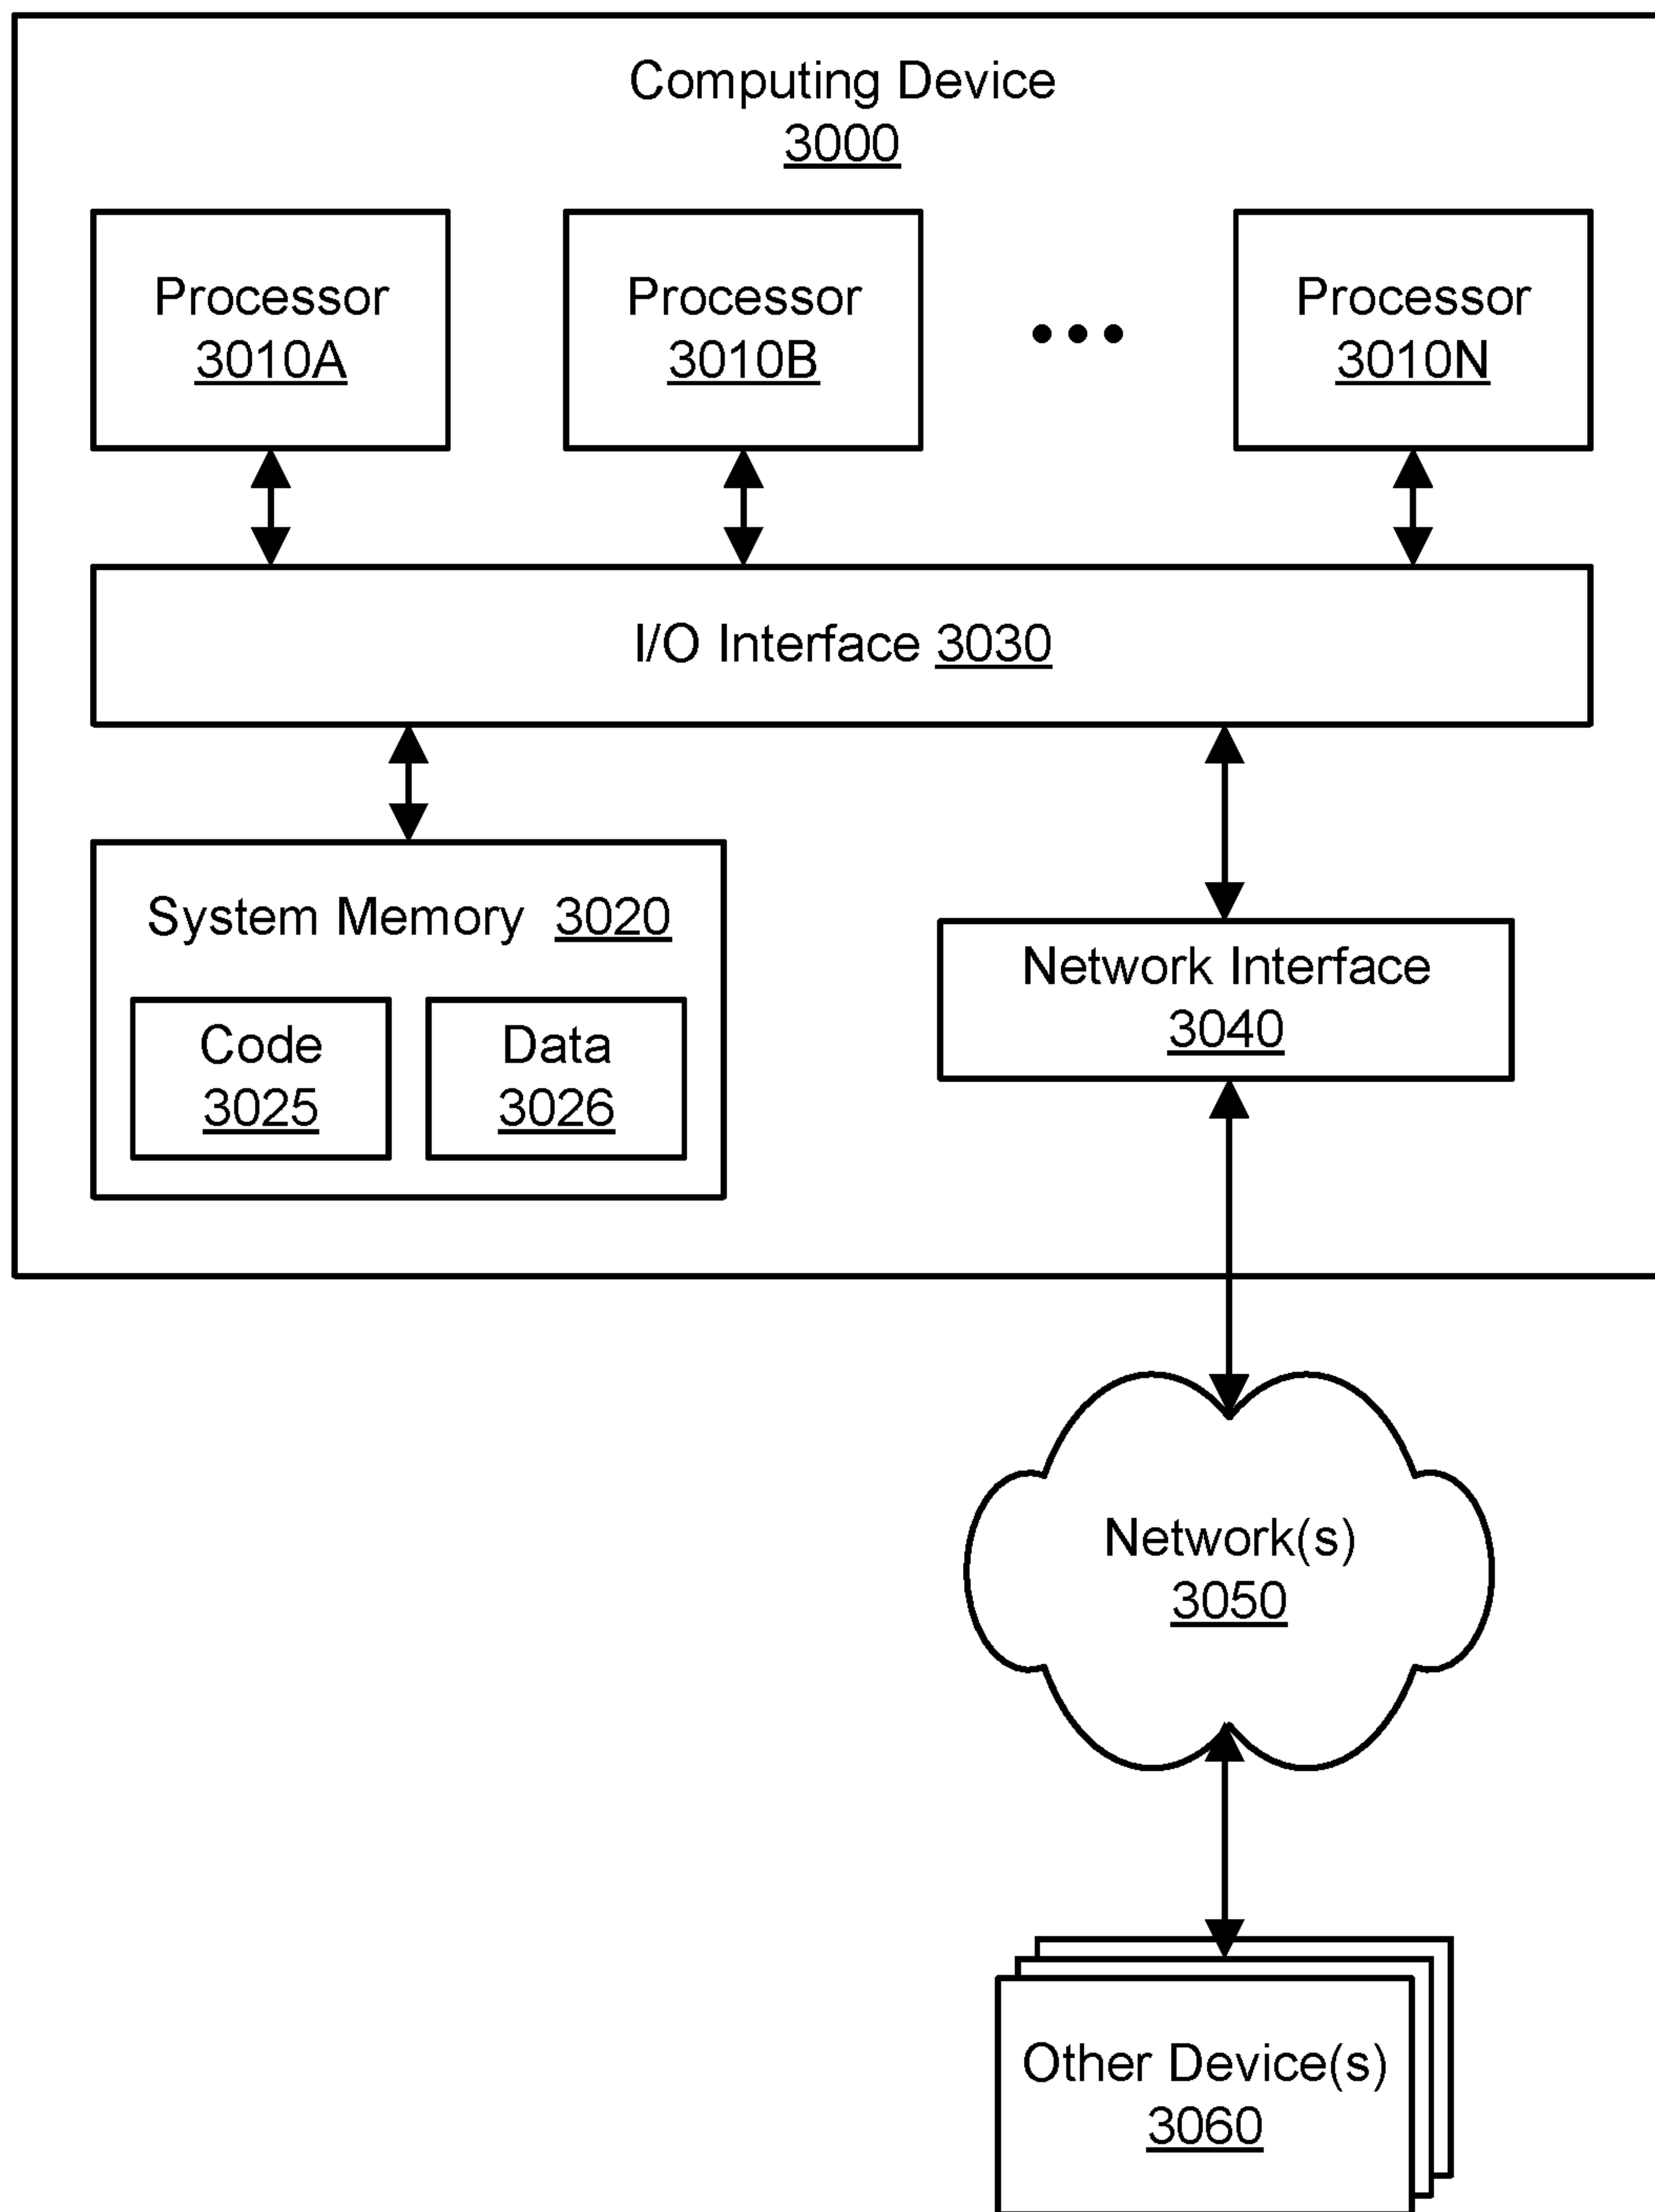 Computing Device
3000
Processor
3010A
Processor
3010B
Processor
3010N
I/O Interface 3030
System Memory 3020
Code
3025
Data
3026
Network Interface
3040
Network(s)
3050
Other Device(s)
3060